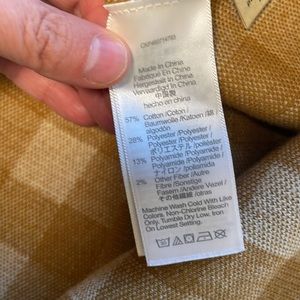 Made in China
Fabriqué En Chine
Hergestellt In China
Vervaardigd In China
中国製
hecho en china
57% Cotton /Coton /
Baumwolle /Katoen / 綿
/algodón
28% Polyester /Polyester /
Polyester /Polyester /
ポリエステル /poliéster
13% Polyamide /Polyamide /
Polyamid /Polyamide /
ナイロン /poliamida
2% Other Fiber /Autre
Fibre /Sonstige
Fasern /Andere Vezel /
その他繊維 /otras
Machine Wash Cold With Like
Colors. Non-Chlorine Bleach
Only. Tumble Dry Low. Iron
On Lowest Setting.